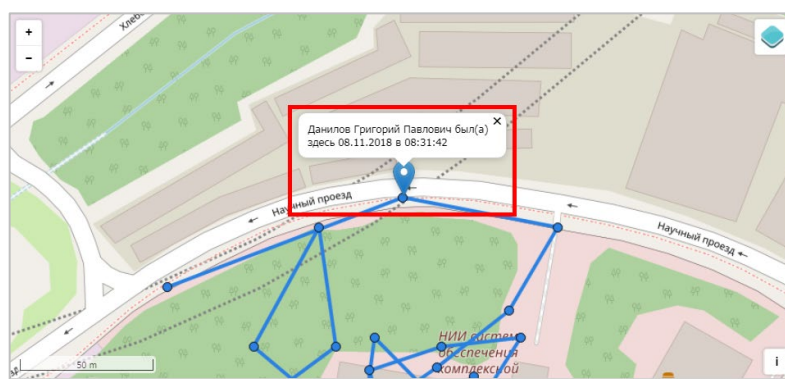 Хлеб
+
-
Данилов Григорий Павлович был(а)
здесь 08.11.2018 в 08:31:42
×
Научный проезд
Научный проезд
НИИ систем
обеспечения
комплексной
50 m
i